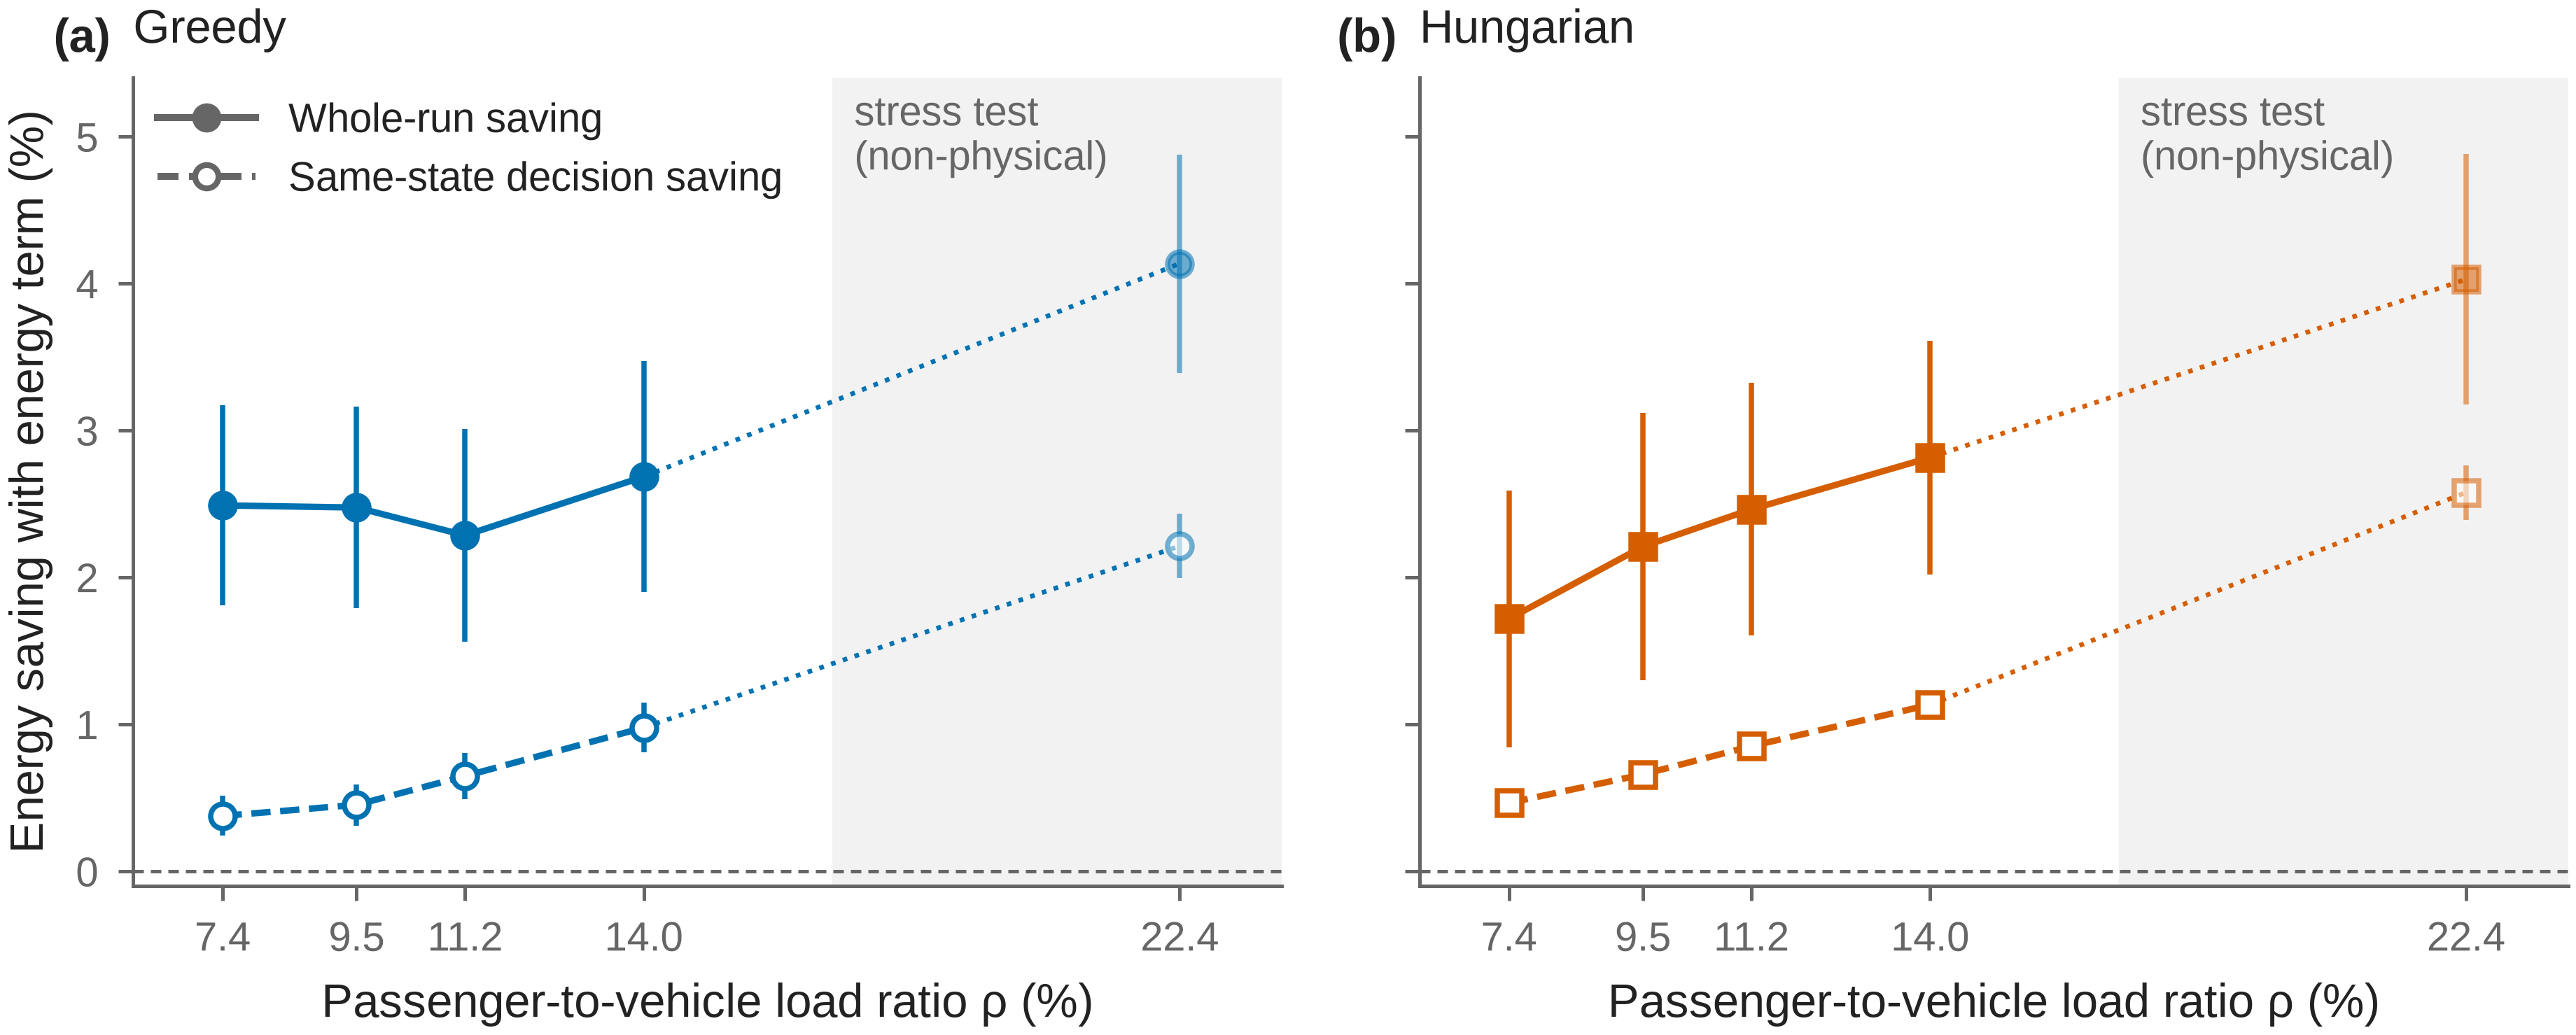 (a) Greedy
Energy saving with energy term (%)
5
4
3
2
1
0
Whole-run saving
Same-state decision saving
stress test
(non-physical)
7.4 9.5 11.2 14.0 22.4
Passenger-to-vehicle load ratio ρ (%)
(b) Hungarian
stress test
(non-physical)
7.4 9.5 11.2 14.0 22.4
Passenger-to-vehicle load ratio ρ (%)